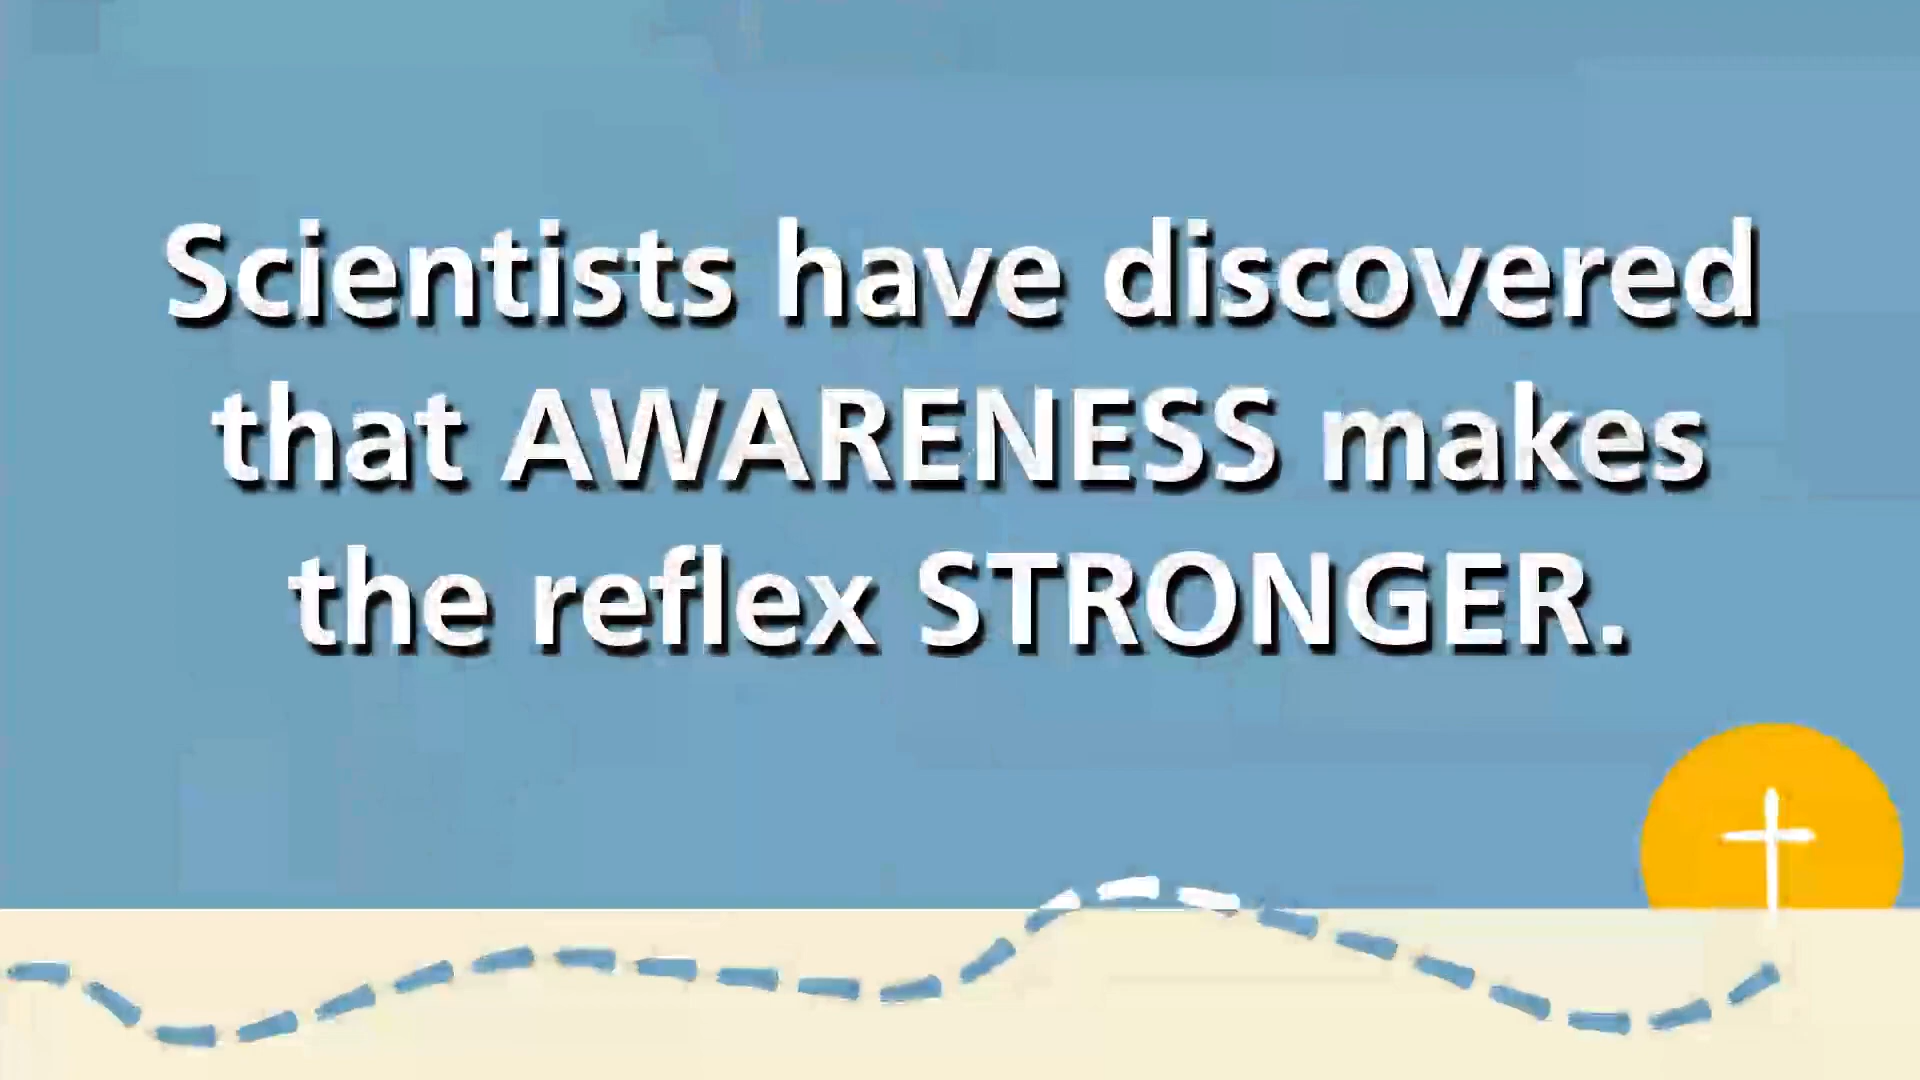 Scientists have discovered
that AWARENESS makes
the reflex STRONGER.